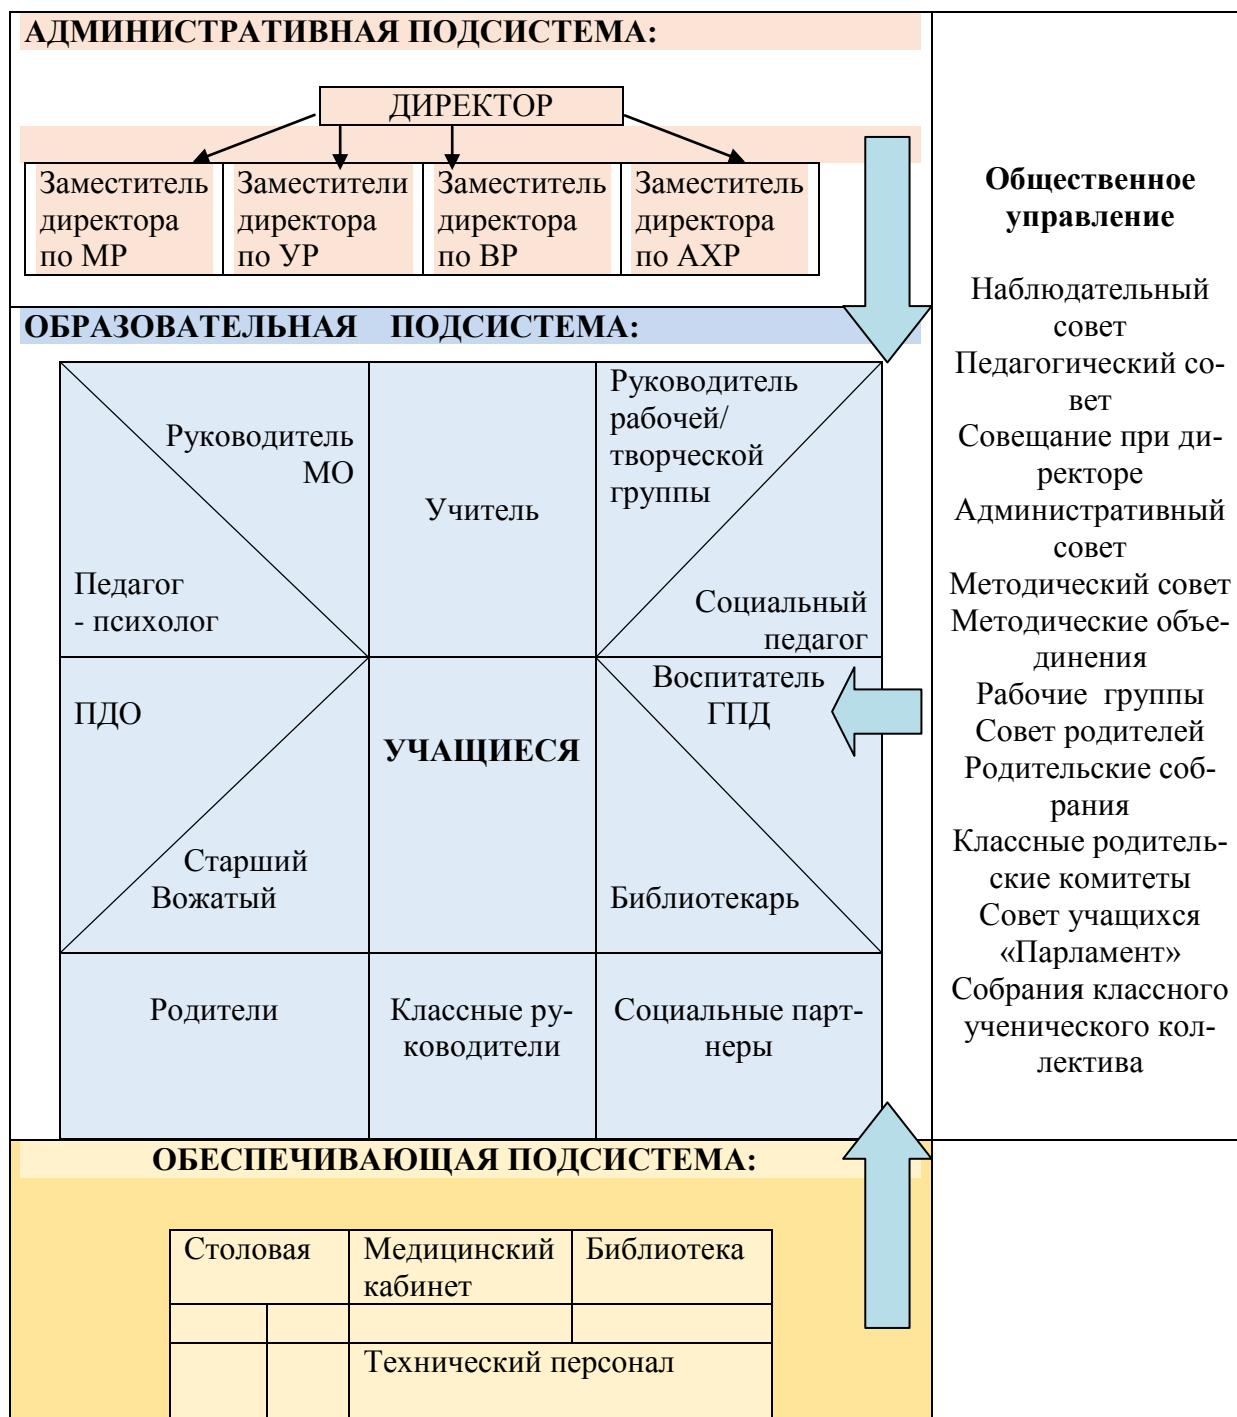 АДМИНИСТРАТИВНАЯ ПОДСИСТЕМА:
ДИРЕКТОР
Заместитель
директора
по МР
Заместители
директора
по УР
Заместитель
директора
по ВР
Заместитель
директора
по АХР
ОБРАЗОВАТЕЛЬНАЯ ПОДСИСТЕМА:
Руководитель
МО
Педагог
- психолог
Учитель
Руководитель
рабочей/
творческой
группы
Социальный
педагог
ПДО
Старший
Вожатый
УЧАЩИЕСЯ
Воспитатель
ГПД
Библиотекарь
Родители
Классные ру-
ководители
Социальные парт-
неры
ОБЕСПЕЧИВАЮЩАЯ ПОДСИСТЕМА:
Столовая
Медицинский
кабинет
Библиотека
Технический персонал
Общественное
управление
Наблюдательный
совет
Педагогический со-
вет
Совещание при ди-
ректоре
Административный
совет
Методический совет
Методические объе-
динения
Рабочие группы
Совет родителей
Родительские соб-
рания
Классные родитель-
ские комитеты
Совет учащихся
«Парламент»
Собрания классного
ученического кол-
лектива